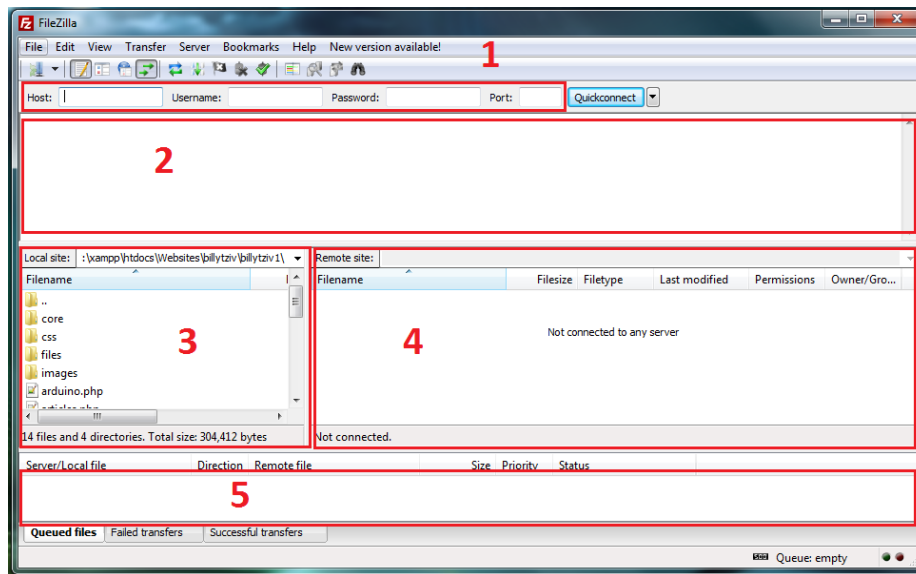 FileZilla
File Edit View Transfer Server Bookmarks Help New version available!
1
Host: Username: Password: Port: Quickconnect
2
Local site: :\xampp\htdocs\Websites\billytziv\billytziv1\ Remote site:
Filename Filename Filesize Filetype Last modified Permissions Owner/Gro...
..
core
css
files
images
arduino.php
articles.php
3
4
Not connected to any server
14 files and 4 directories. Total size: 304,412 bytes Not connected.
Server/Local file Direction Remote file Size Priority Status
5
Queued files Failed transfers Successful transfers
Queue: empty